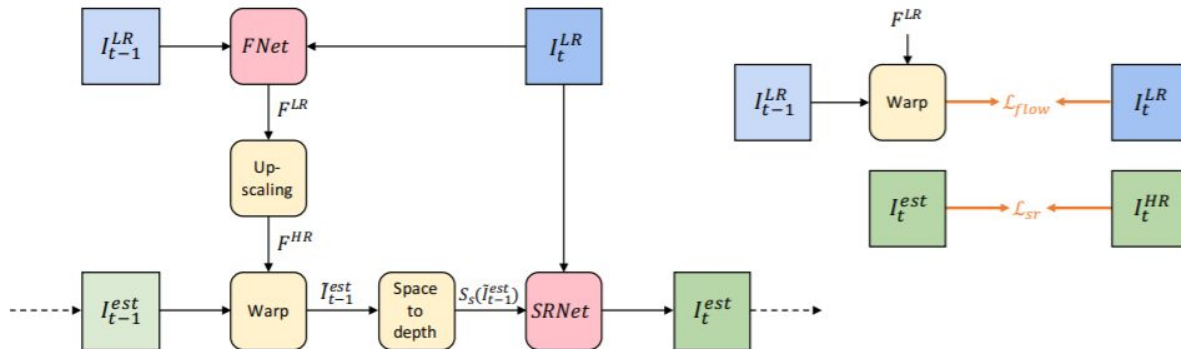 I_{t-1}^{LR}
FNet
I_t^{LR}
F^{LR}
Up-
scaling
F^{HR}
I_{t-1}^{est}
Warp
Ĩ_{t-1}^{est}
Space
to
depth
S_s(Ĩ_{t-1}^{est})
SRNet
I_t^{est}
F^{LR}
I_{t-1}^{LR}
Warp
ℒ_{flow}
I_t^{LR}
I_t^{est}
ℒ_{sr}
I_t^{HR}